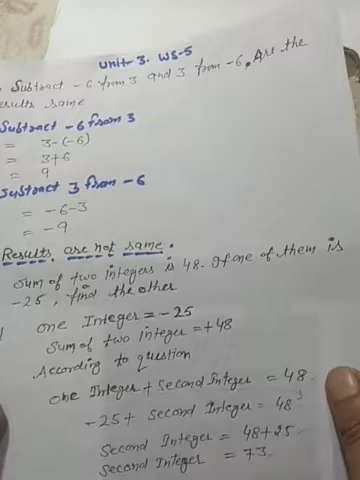 Unit-3. WS-5
Subtract -6 from 3 and 3 from -6. Are the
results same
Subtract -6 from 3
= 3-(-6)
= 3+6
= 9
Subtract 3 from -6
= -6-3
= -9
Results are not same.
Sum of two integers is 48. If one of them is
-25, find the other
one Integer = -25
Sum of two integer = +48
According to question
one Integer + Second Integer = 48
-25 + Second Integer = 48
Second Integer = 48+25
Second Integer = 73